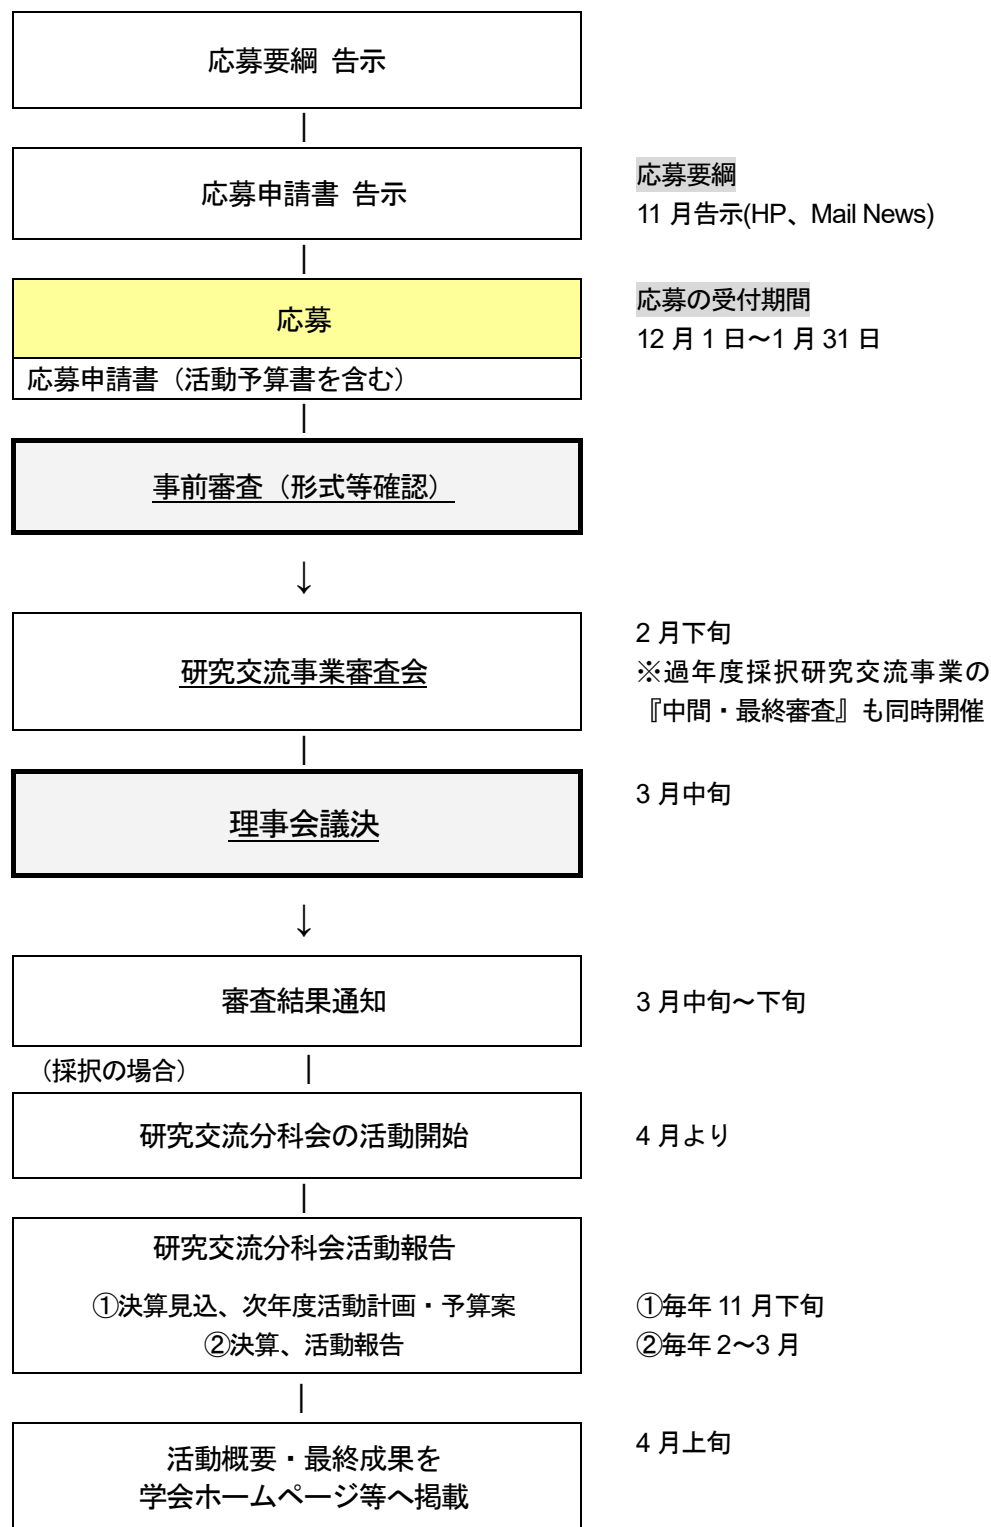 応募要綱 告示
応募申請書 告示
応募要綱
11 月告示(HP、Mail News)
応募
応募の受付期間
12 月 1 日～1 月 31 日
応募申請書（活動予算書を含む）
事前審査（形式等確認）
↓
研究交流事業審査会
2 月下旬
※過年度採択研究交流事業の
『中間・最終審査』も同時開催
理事会議決
3 月中旬
↓
審査結果通知
3 月中旬～下旬
（採択の場合）
研究交流分科会の活動開始
4 月より
研究交流分科会活動報告
①決算見込、次年度活動計画・予算案
②決算、活動報告
①毎年 11 月下旬
②毎年 2～3 月
活動概要・最終成果を
学会ホームページ等へ掲載
4 月上旬